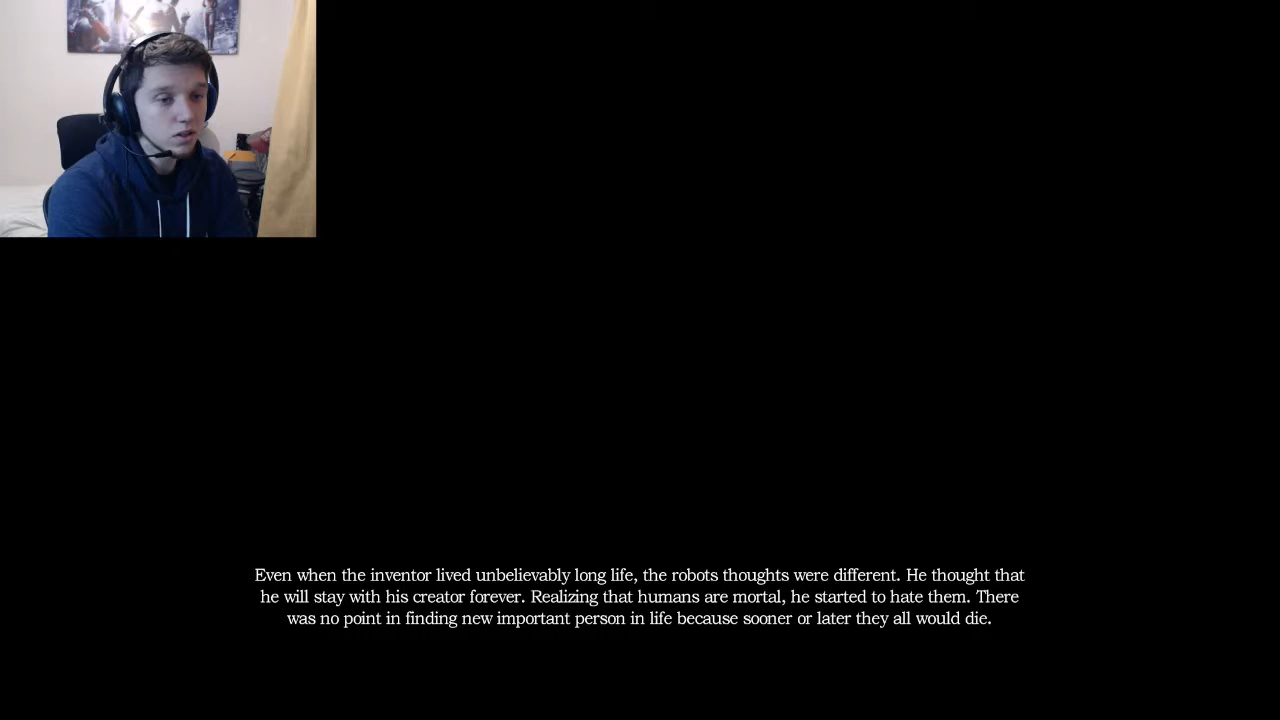 Even when the inventor lived unbelievably long life, the robots thoughts were different. He thought that
he will stay with his creator forever. Realizing that humans are mortal, he started to hate them. There
was no point in finding new important person in life because sooner or later they all would die.